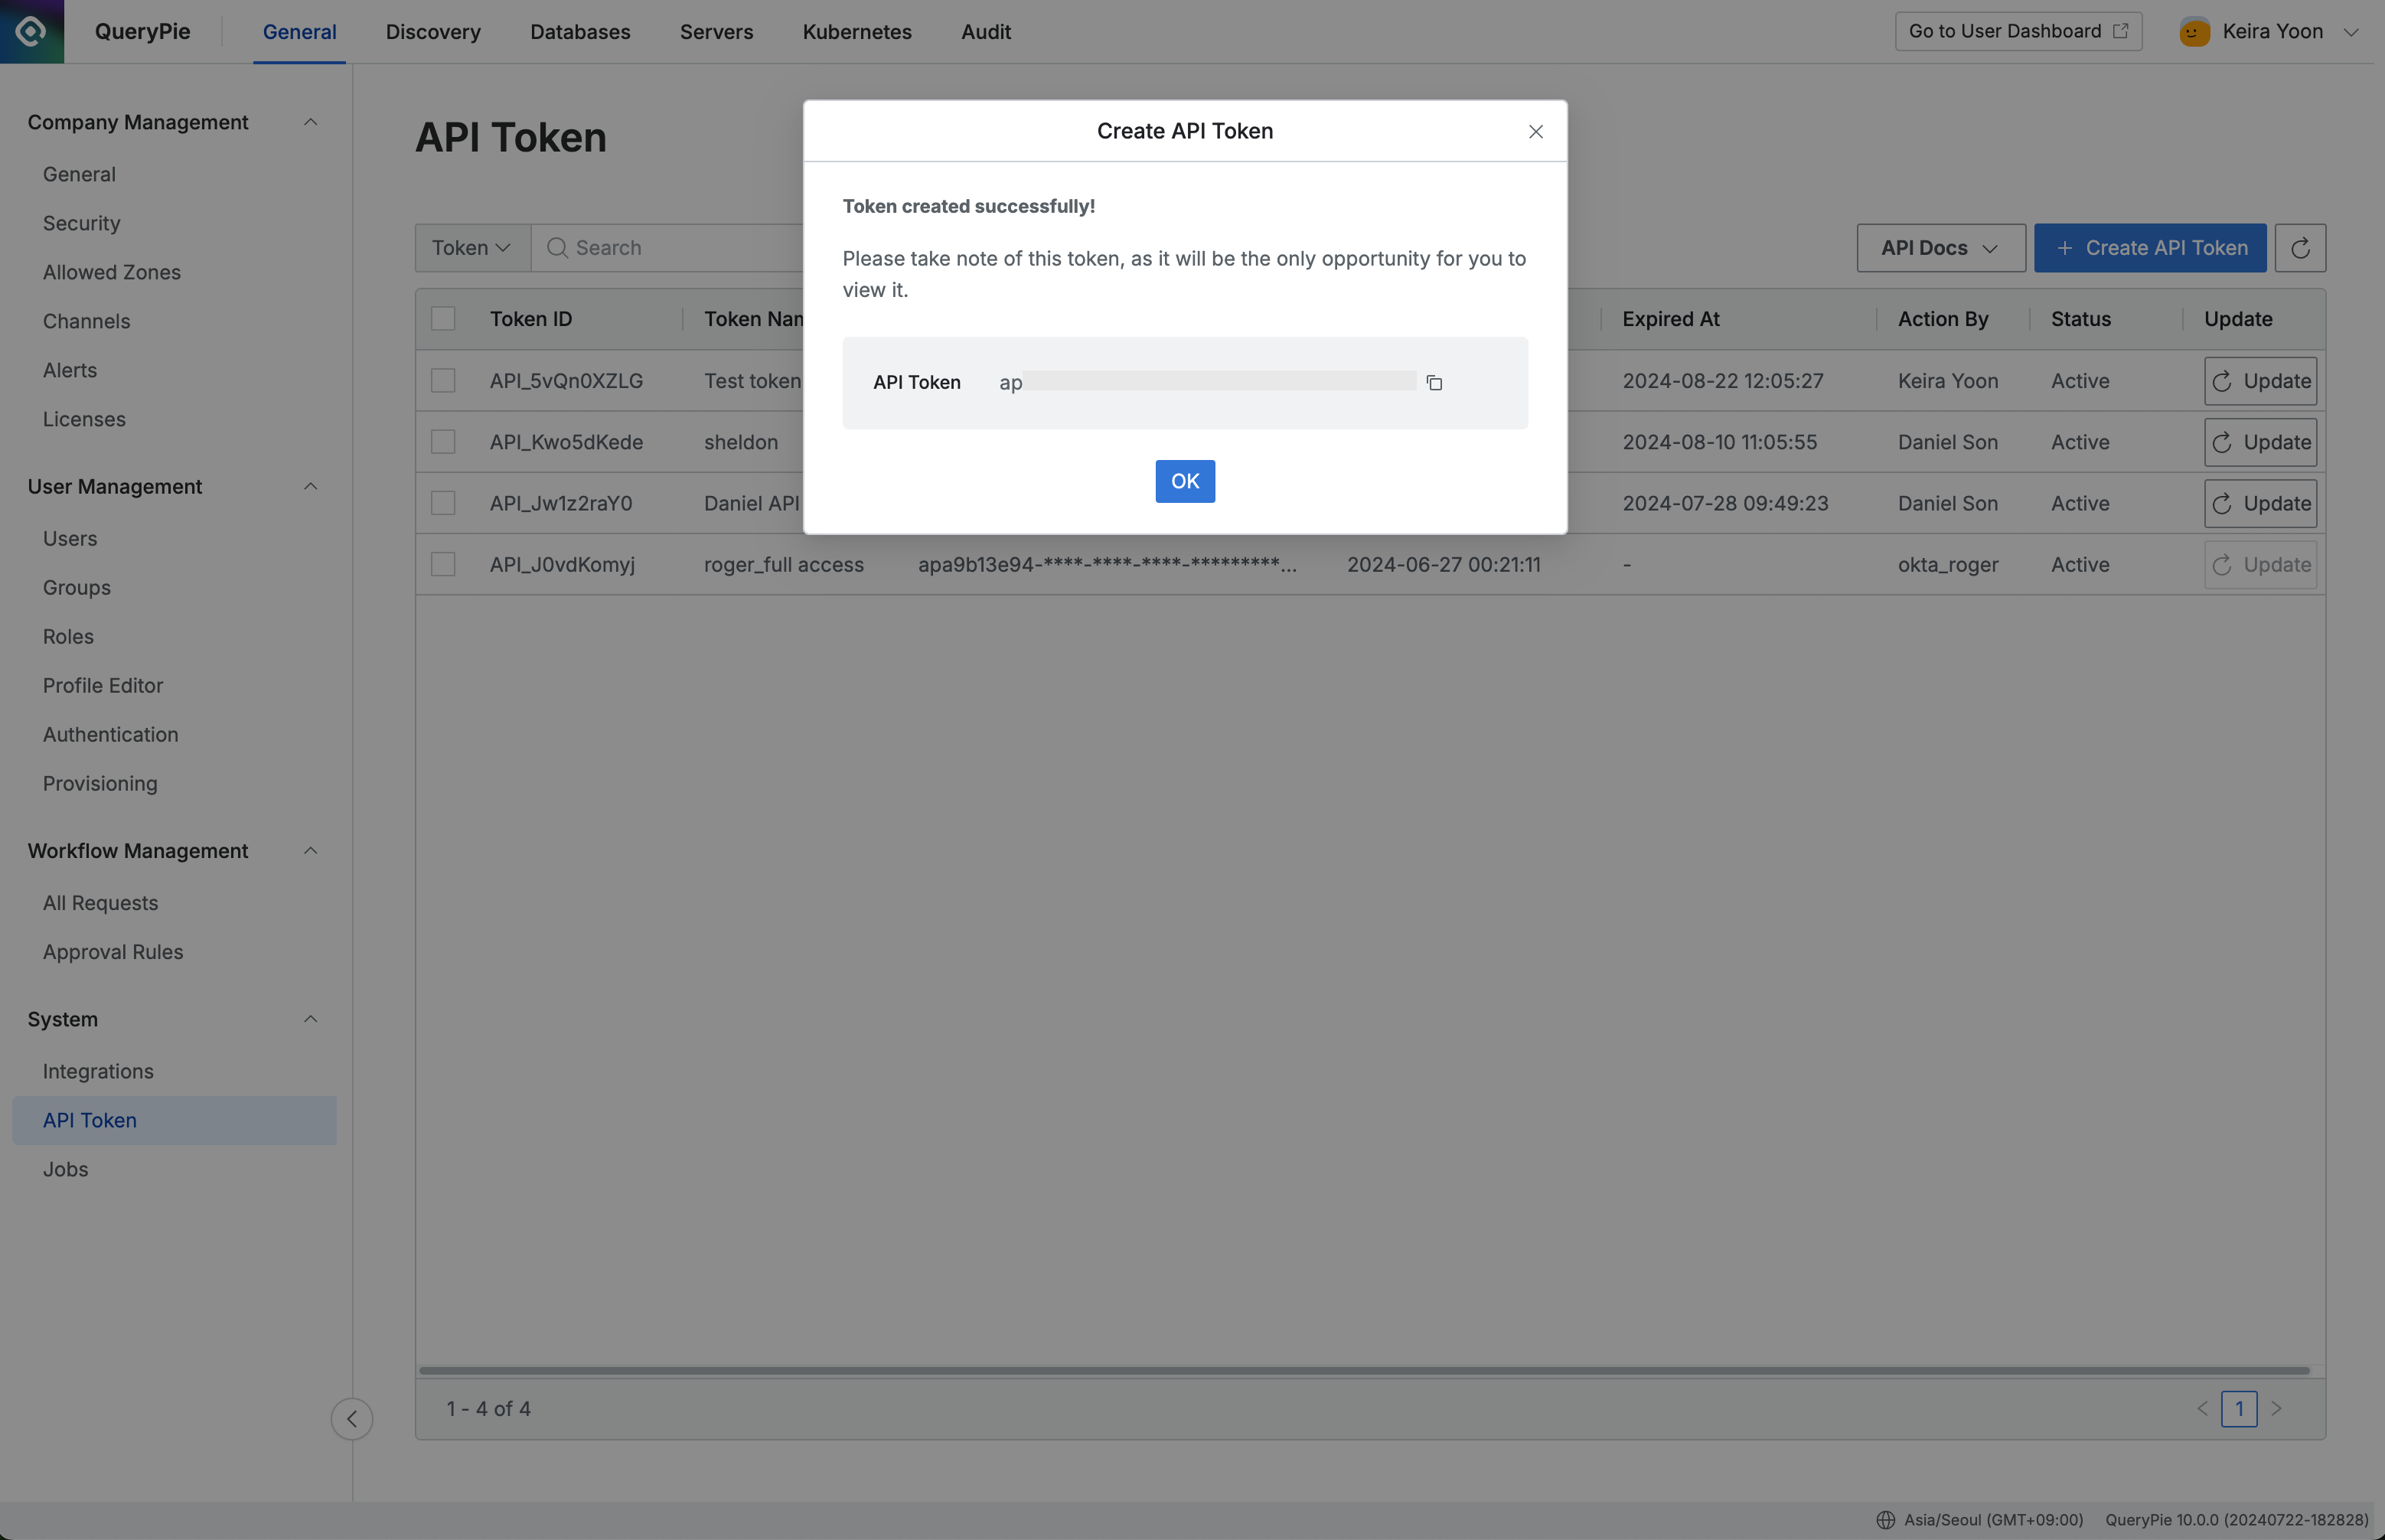 QueryPie General Discovery Databases Servers Kubernetes Audit Go to User Dashboard Keira Yoon
Company Management
General
Security
Allowed Zones
Channels
Alerts
Licenses
User Management
Users
Groups
Roles
Profile Editor
Authentication
Provisioning
Workflow Management
All Requests
Approval Rules
System
Integrations
API Token
Jobs
API Token
Token Search API Docs + Create API Token
Token ID Token Nam Expired At Action By Status Update
API_5vQn0XZLG Test token 2024-08-22 12:05:27 Keira Yoon Active Update
API_Kwo5dKede sheldon 2024-08-10 11:05:55 Daniel Son Active Update
API_Jw1z2raY0 Daniel API 2024-07-28 09:49:23 Daniel Son Active Update
API_J0vdKomyj roger_full access apa9b13e94-****-****-****-*********... 2024-06-27 00:21:11 - okta_roger Active Update
Create API Token
Token created successfully!
Please take note of this token, as it will be the only opportunity for you to
view it.
API Token ap
OK
1 - 4 of 4 1
Asia/Seoul (GMT+09:00) QueryPie 10.0.0 (20240722-182828)